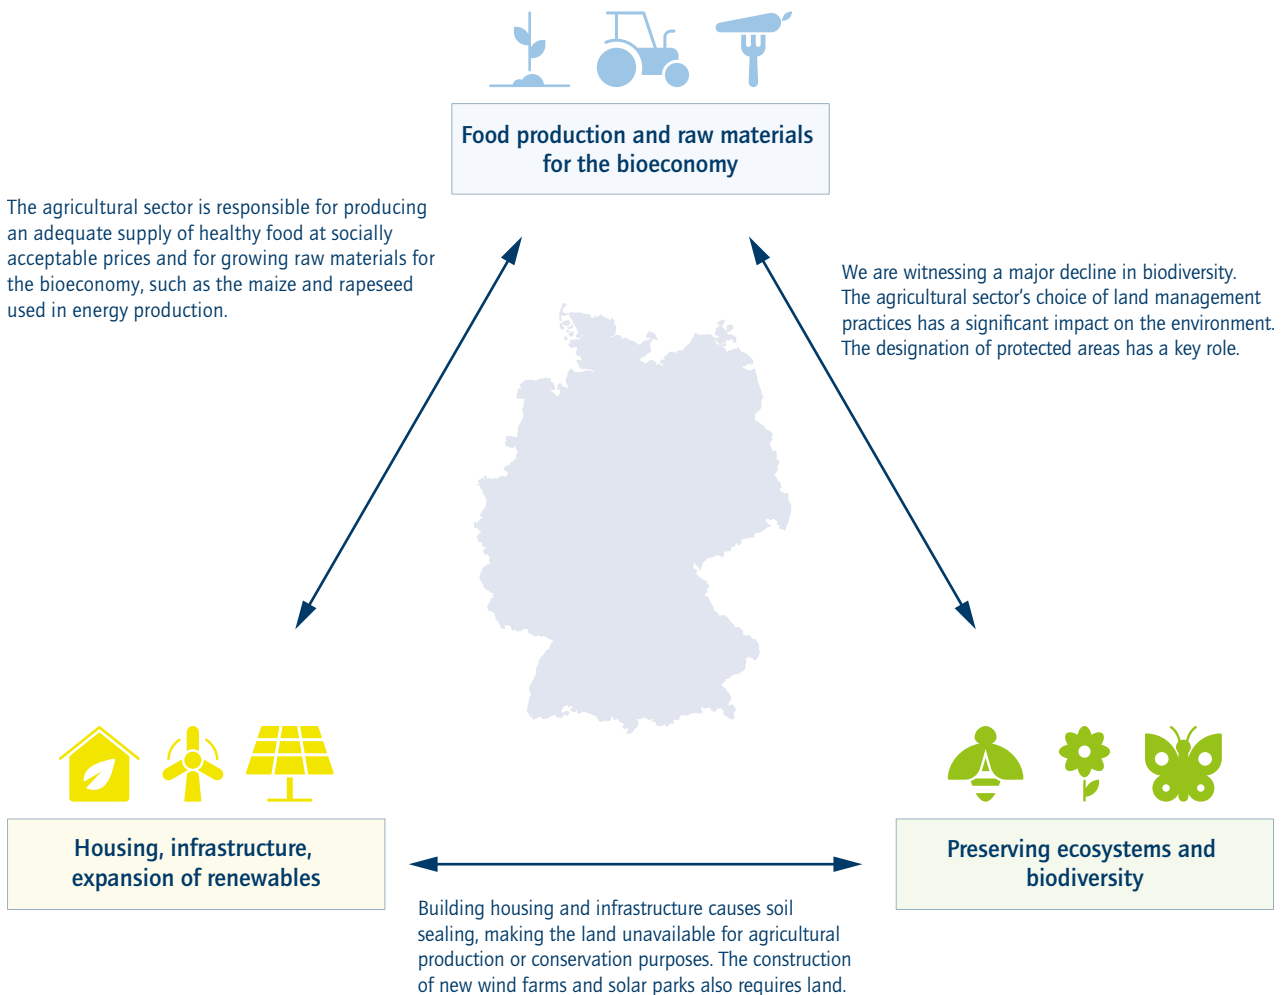 Food production and raw materials
for the bioeconomy
The agricultural sector is responsible for producing
an adequate supply of healthy food at socially
acceptable prices and for growing raw materials for
the bioeconomy, such as the maize and rapeseed
used in energy production.
We are witnessing a major decline in biodiversity.
The agricultural sector’s choice of land management
practices has a significant impact on the environment.
The designation of protected areas has a key role.
Housing, infrastructure,
expansion of renewables
Preserving ecosystems and
biodiversity
Building housing and infrastructure causes soil
sealing, making the land unavailable for agricultural
production or conservation purposes. The construction
of new wind farms and solar parks also requires land.